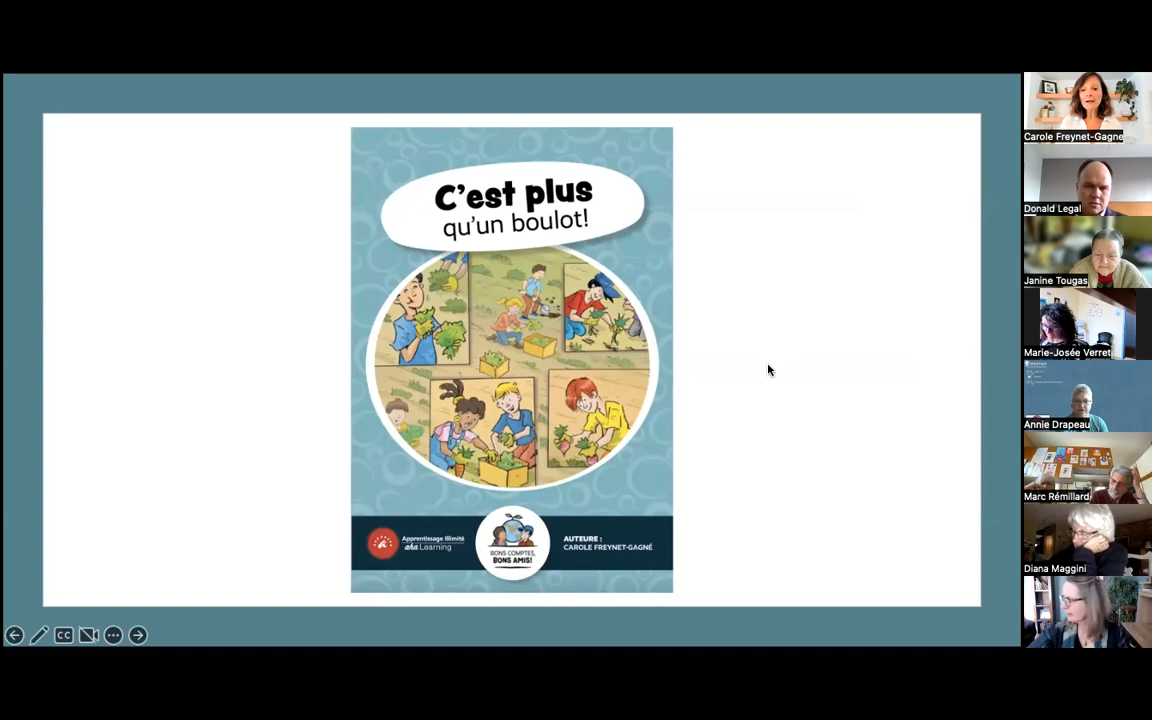 C'est plus
qu'un boulot!
Apprentissage Illimité
aka Learning
BONS COMPTES,
BONS AMIS!
AUTEURE :
CAROLE FREYNET-GAGNÉ
CC
Carole Freynet-Gagne
Donald Legal
Janine Tougas
Marie-Josée Verret
Annie Drapeau
Marc Rémillard
Diana Maggini